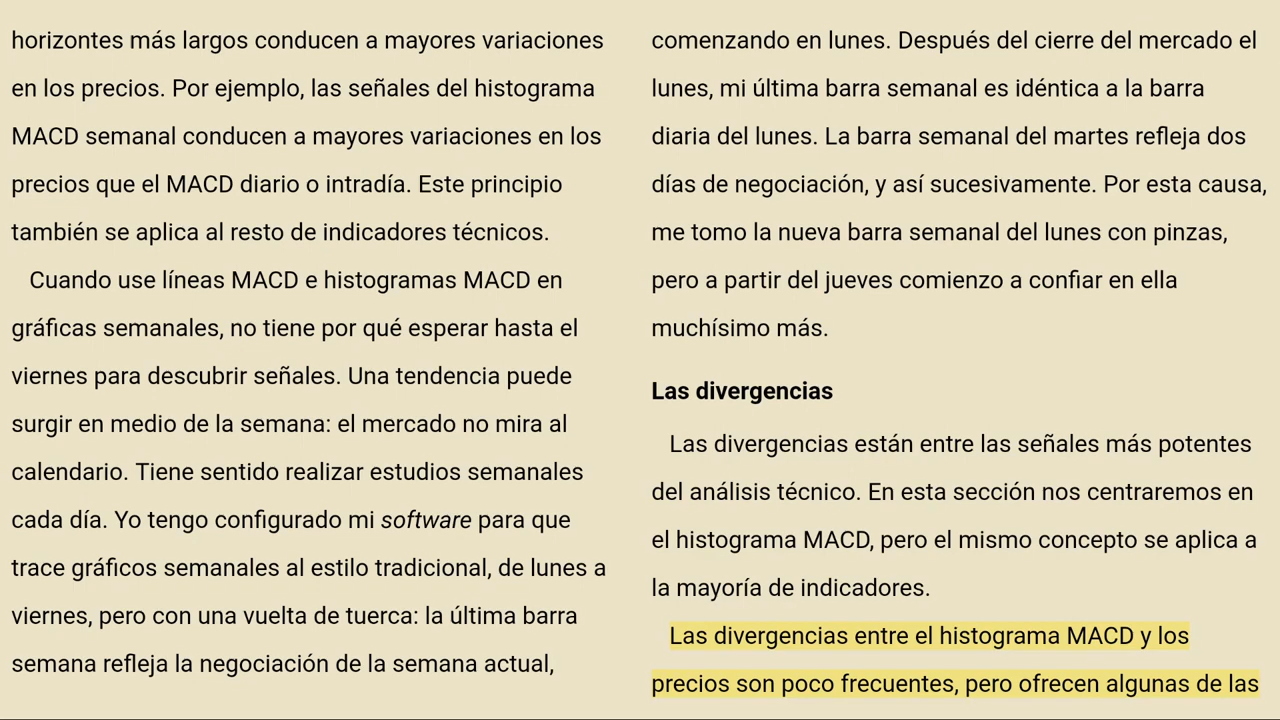 horizontes más largos conducen a mayores variaciones
en los precios. Por ejemplo, las señales del histograma
MACD semanal conducen a mayores variaciones en los
precios que el MACD diario o intradía. Este principio
también se aplica al resto de indicadores técnicos.
Cuando use líneas MACD e histogramas MACD en
gráficas semanales, no tiene por qué esperar hasta el
viernes para descubrir señales. Una tendencia puede
surgir en medio de la semana: el mercado no mira al
calendario. Tiene sentido realizar estudios semanales
cada día. Yo tengo configurado mi software para que
trace gráficos semanales al estilo tradicional, de lunes a
viernes, pero con una vuelta de tuerca: la última barra
semana refleja la negociación de la semana actual,
comenzando en lunes. Después del cierre del mercado el
lunes, mi última barra semanal es idéntica a la barra
diaria del lunes. La barra semanal del martes refleja dos
días de negociación, y así sucesivamente. Por esta causa,
me tomo la nueva barra semanal del lunes con pinzas,
pero a partir del jueves comienzo a confiar en ella
muchísimo más.
Las divergencias
Las divergencias están entre las señales más potentes
del análisis técnico. En esta sección nos centraremos en
el histograma MACD, pero el mismo concepto se aplica a
la mayoría de indicadores.
Las divergencias entre el histograma MACD y los
precios son poco frecuentes, pero ofrecen algunas de las